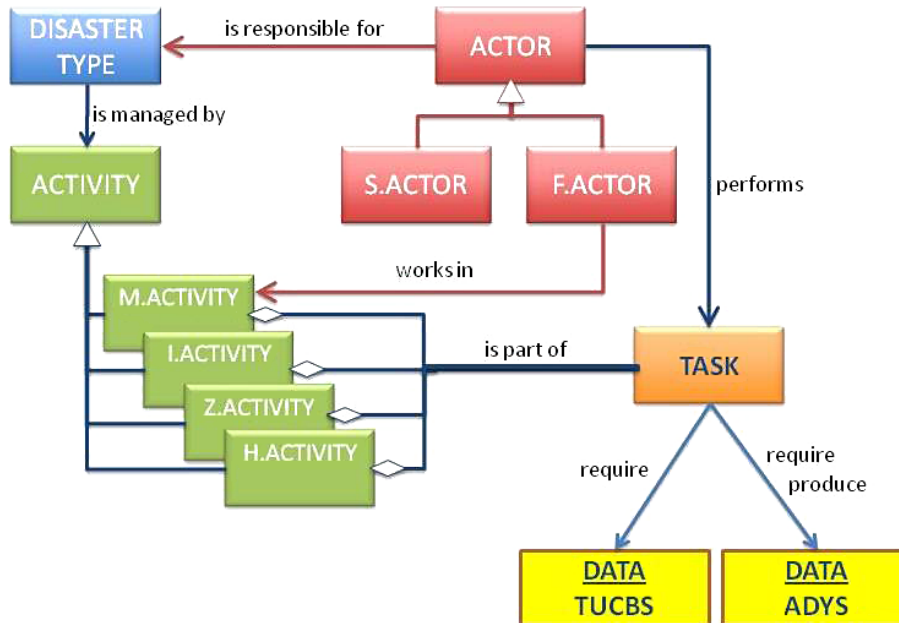 DISASTER
TYPE
is responsible for
ACTOR
is managed by
ACTIVITY
S.ACTOR
F.ACTOR
performs
works in
M.ACTIVITY
I.ACTIVITY
Z.ACTIVITY
H.ACTIVITY
is part of
TASK
require
require
produce
DATA
TUCBS
DATA
ADYS